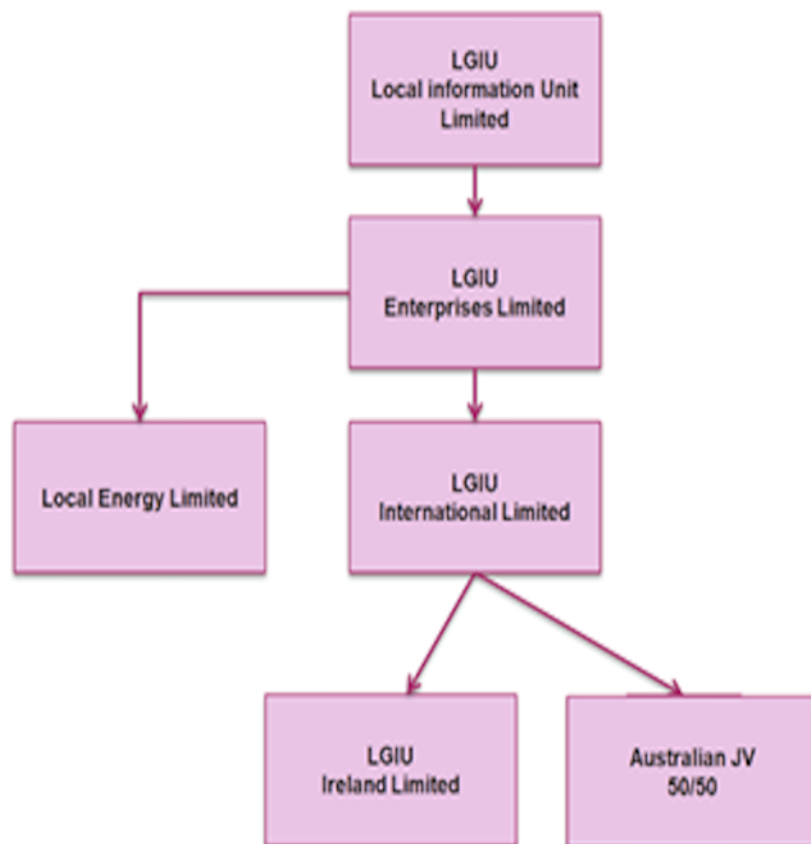 LGIU
Local information Unit
Limited
LGIU
Enterprises Limited
Local Energy Limited
LGIU
International Limited
LGIU
Ireland Limited
Australian JV
50/50